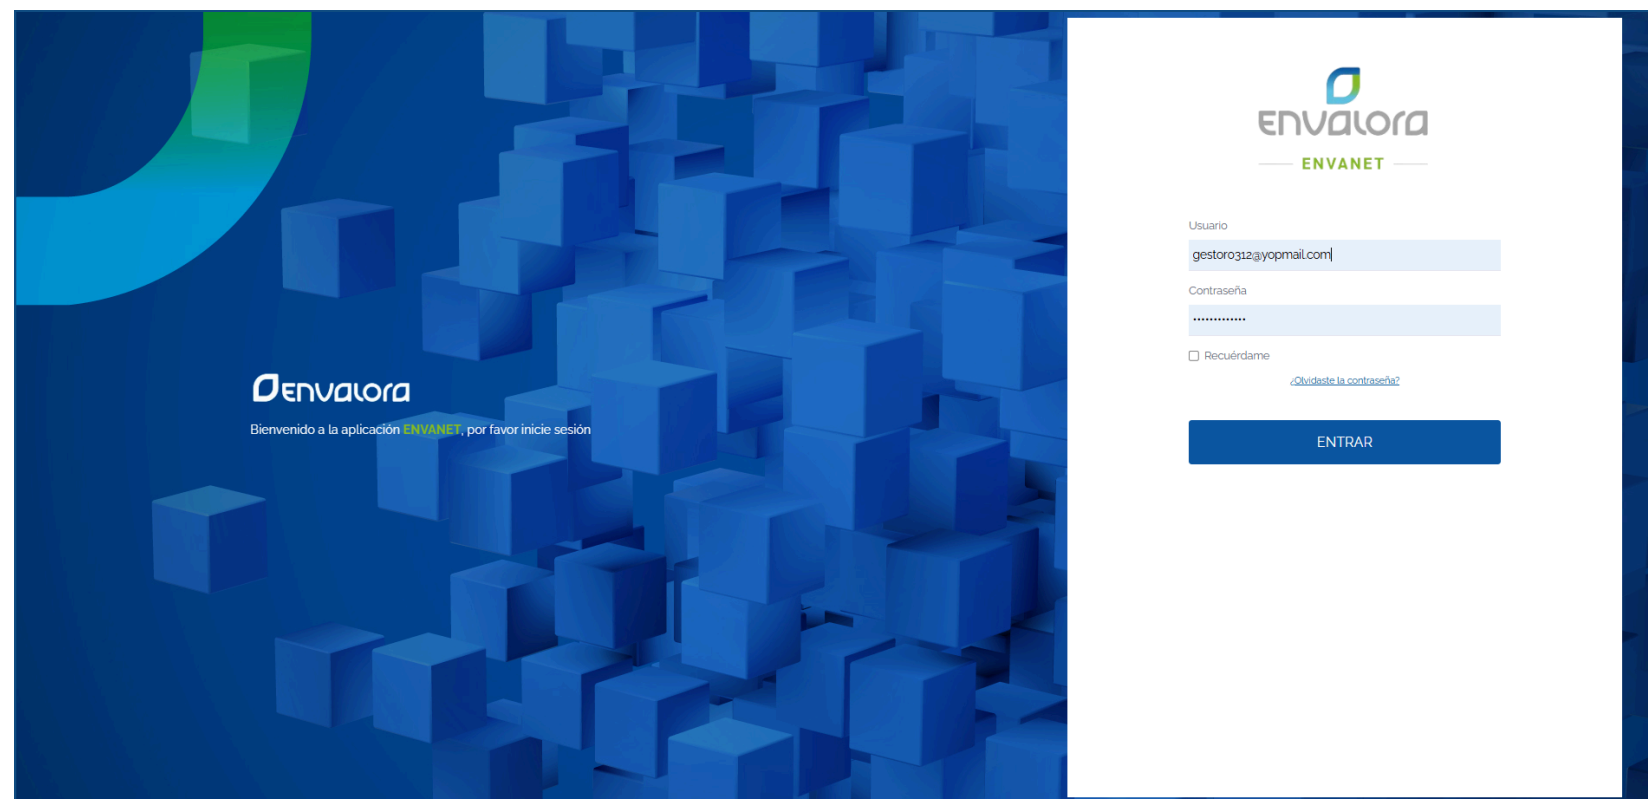 envalora
Bienvenido a la aplicación ENVANET, por favor inicie sesión
envalora
ENVANET
Usuario
gestor0312@yopmail.com
Contraseña
•••••••••••••
Recuérdame
¿Olvidaste la contraseña?
ENTRAR